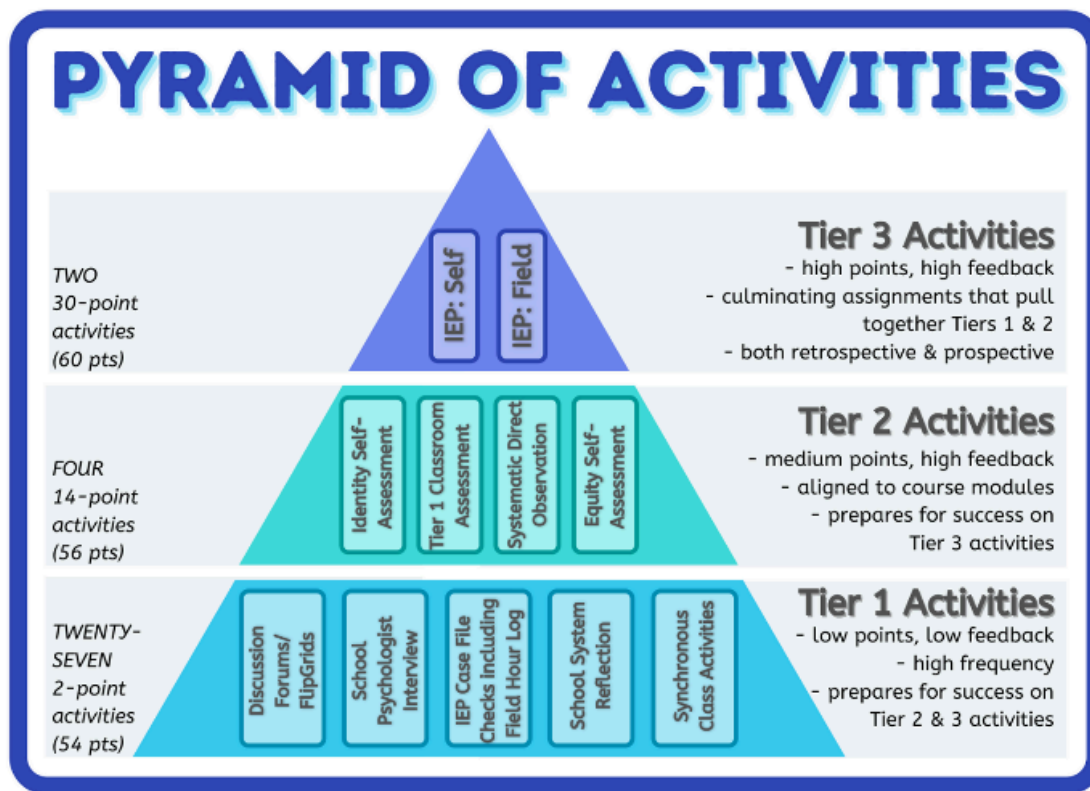 PYRAMID OF ACTIVITIES
TWO
30-point
activities
(60 pts)
IEP: Self
IEP: Field
Tier 3 Activities
- high points, high feedback
- culminating assignments that pull
together Tiers 1 & 2
- both retrospective & prospective
FOUR
14-point
activities
(56 pts)
Identity Self-
Assessment
Tier 1 Classroom
Assessment
Systematic Direct
Observation
Equity Self-
Assessment
Tier 2 Activities
- medium points, high feedback
- aligned to course modules
- prepares for success on
Tier 3 activities
TWENTY-
SEVEN
2-point
activities
(54 pts)
Discussion
Forums/
FlipGrids
School
Psychologist
Interview
IEP Case File
Checks including
Field Hour Log
School System
Reflection
Synchronous
Class Activities
Tier 1 Activities
- low points, low feedback
- high frequency
- prepares for success on
Tier 2 & 3 activities